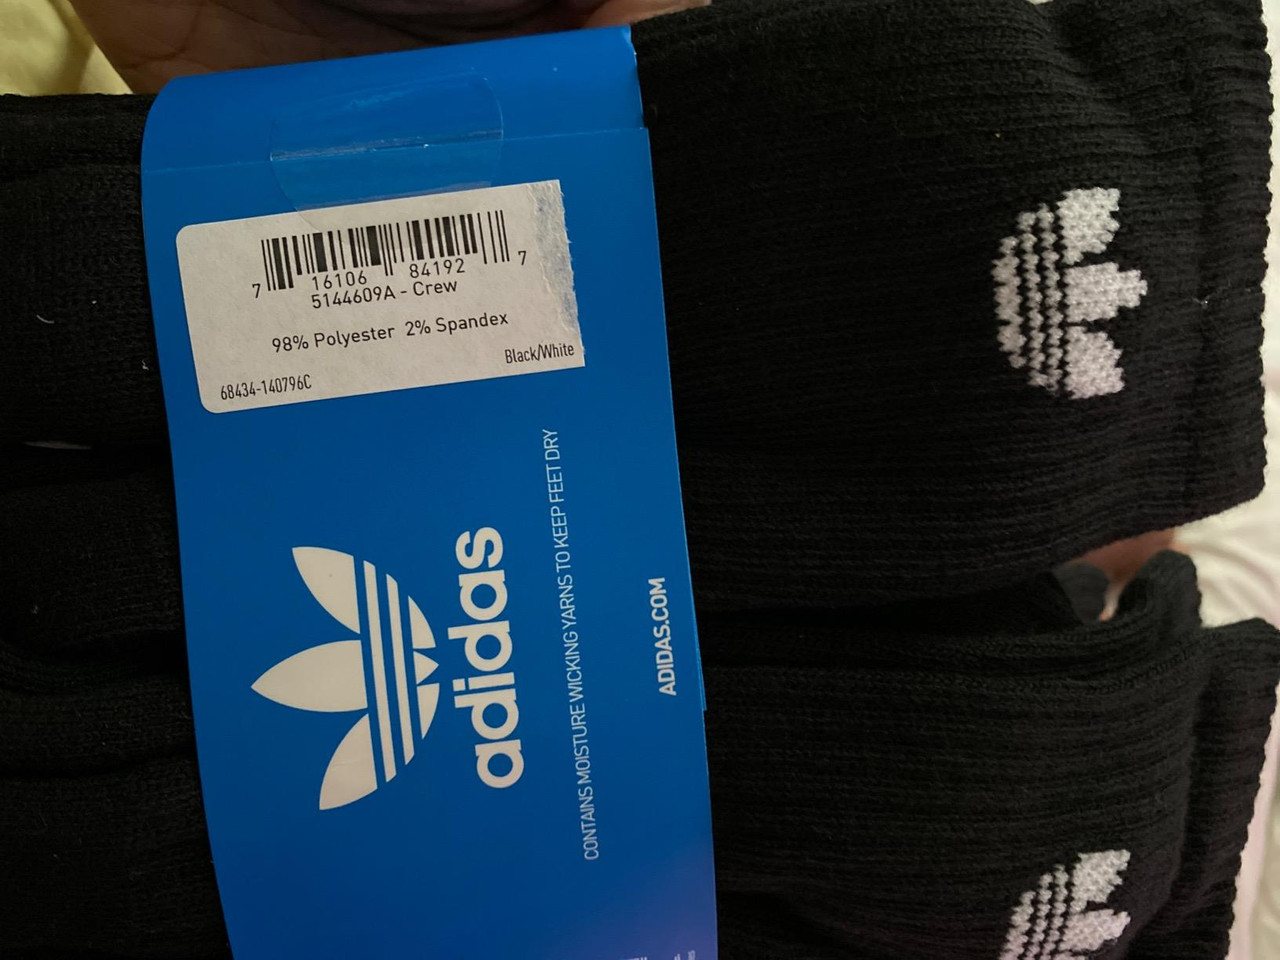 7 16106 84192 7
5144609A - Crew
98% Polyester 2% Spandex
Black/White
68434-140796C
adidas
CONTAINS MOISTURE WICKING YARNS TO KEEP FEET DRY
ADIDAS.COM